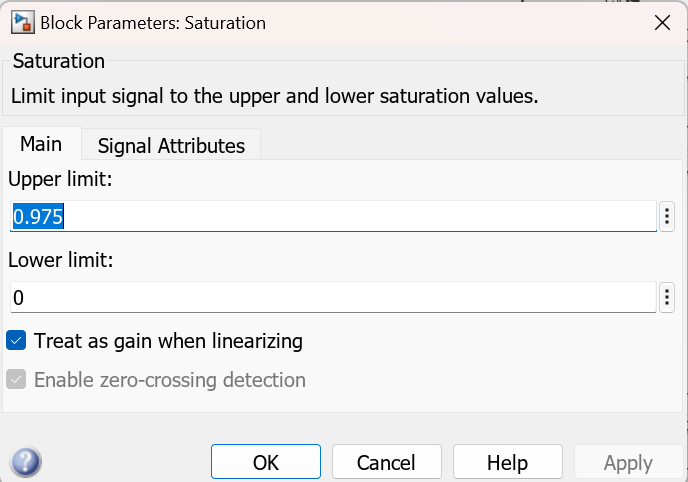 Block Parameters: Saturation
Saturation
Limit input signal to the upper and lower saturation values.
Main
Signal Attributes
Upper limit:
0.975
Lower limit:
0
Treat as gain when linearizing
Enable zero-crossing detection
?
OK
Cancel
Help
Apply